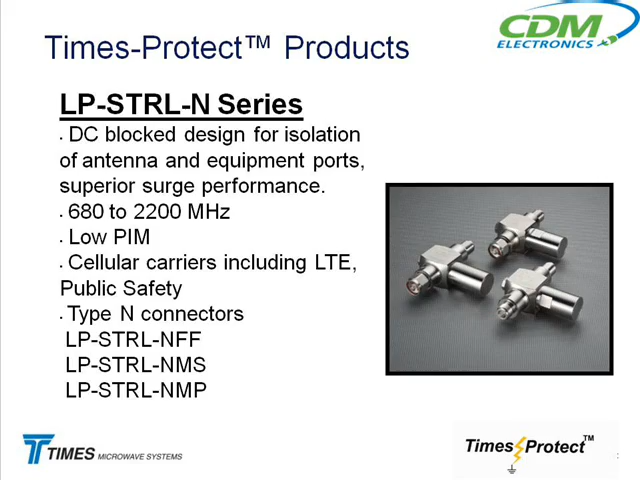 CDM
ELECTRONICS
Times-Protect™ Products
LP-STRL-N Series
· DC blocked design for isolation
of antenna and equipment ports,
superior surge performance.
· 680 to 2200 MHz
· Low PIM
· Cellular carriers including LTE,
Public Safety
· Type N connectors
LP-STRL-NFF
LP-STRL-NMS
LP-STRL-NMP
TIMES MICROWAVE SYSTEMS
Times Protect™